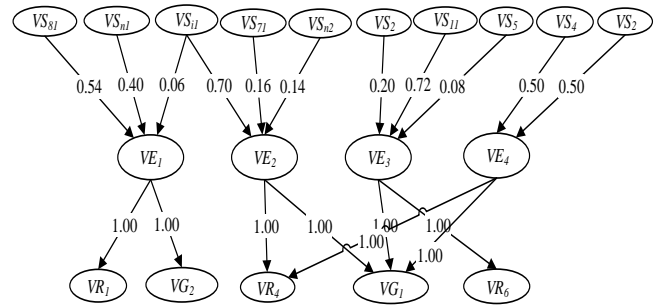 VS81 VSn1 VSi1 VS71 VSn2 VS2 VS11 VS5 VS4 VS2
0.54 0.40 0.06 0.70 0.16 0.14 0.20 0.72 0.08 0.50 0.50
VE1 VE2 VE3 VE4
1.00 1.00 1.00 1.00 1.00 1.00 1.00 1.00
VR1 VG2 VR4 VG1 VR6